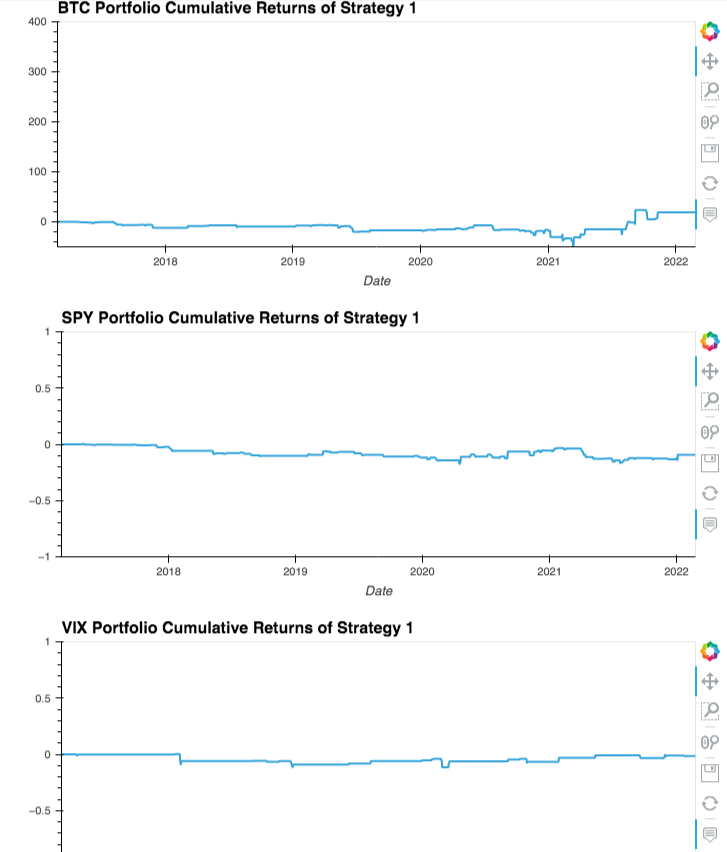 BTC Portfolio Cumulative Returns of Strategy 1
400
300
200
100
0
2018 2019 2020 2021 2022
Date
SPY Portfolio Cumulative Returns of Strategy 1
1
0.5
0
−0.5
−1
2018 2019 2020 2021 2022
Date
VIX Portfolio Cumulative Returns of Strategy 1
1
0.5
0
−0.5